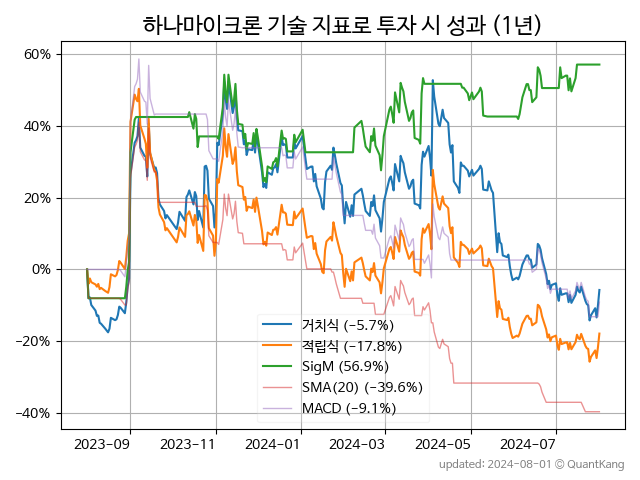 하나마이크론 기술 지표로 투자 시 성과 (1년)
60%
40%
20%
0%
−20%
−40%
거치식 (−5.7%)
적립식 (−17.8%)
SigM (56.9%)
SMA(20) (−39.6%)
MACD (−9.1%)
2023-09
2023-11
2024-01
2024-03
2024-05
2024-07
updated: 2024-08-01 © QuantKang